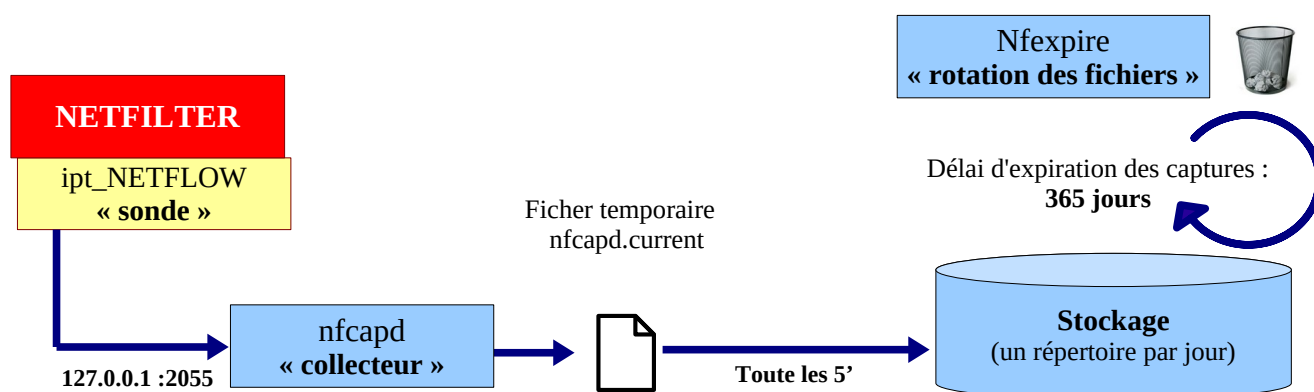 NETFILTER
ipt_NETFLOW
« sonde »
127.0.0.1 :2055
nfcapd
« collecteur »
Ficher temporaire
nfcapd.current
Toute les 5’
Nfexpire
« rotation des fichiers »
Délai d'expiration des captures :
365 jours
Stockage
(un répertoire par jour)